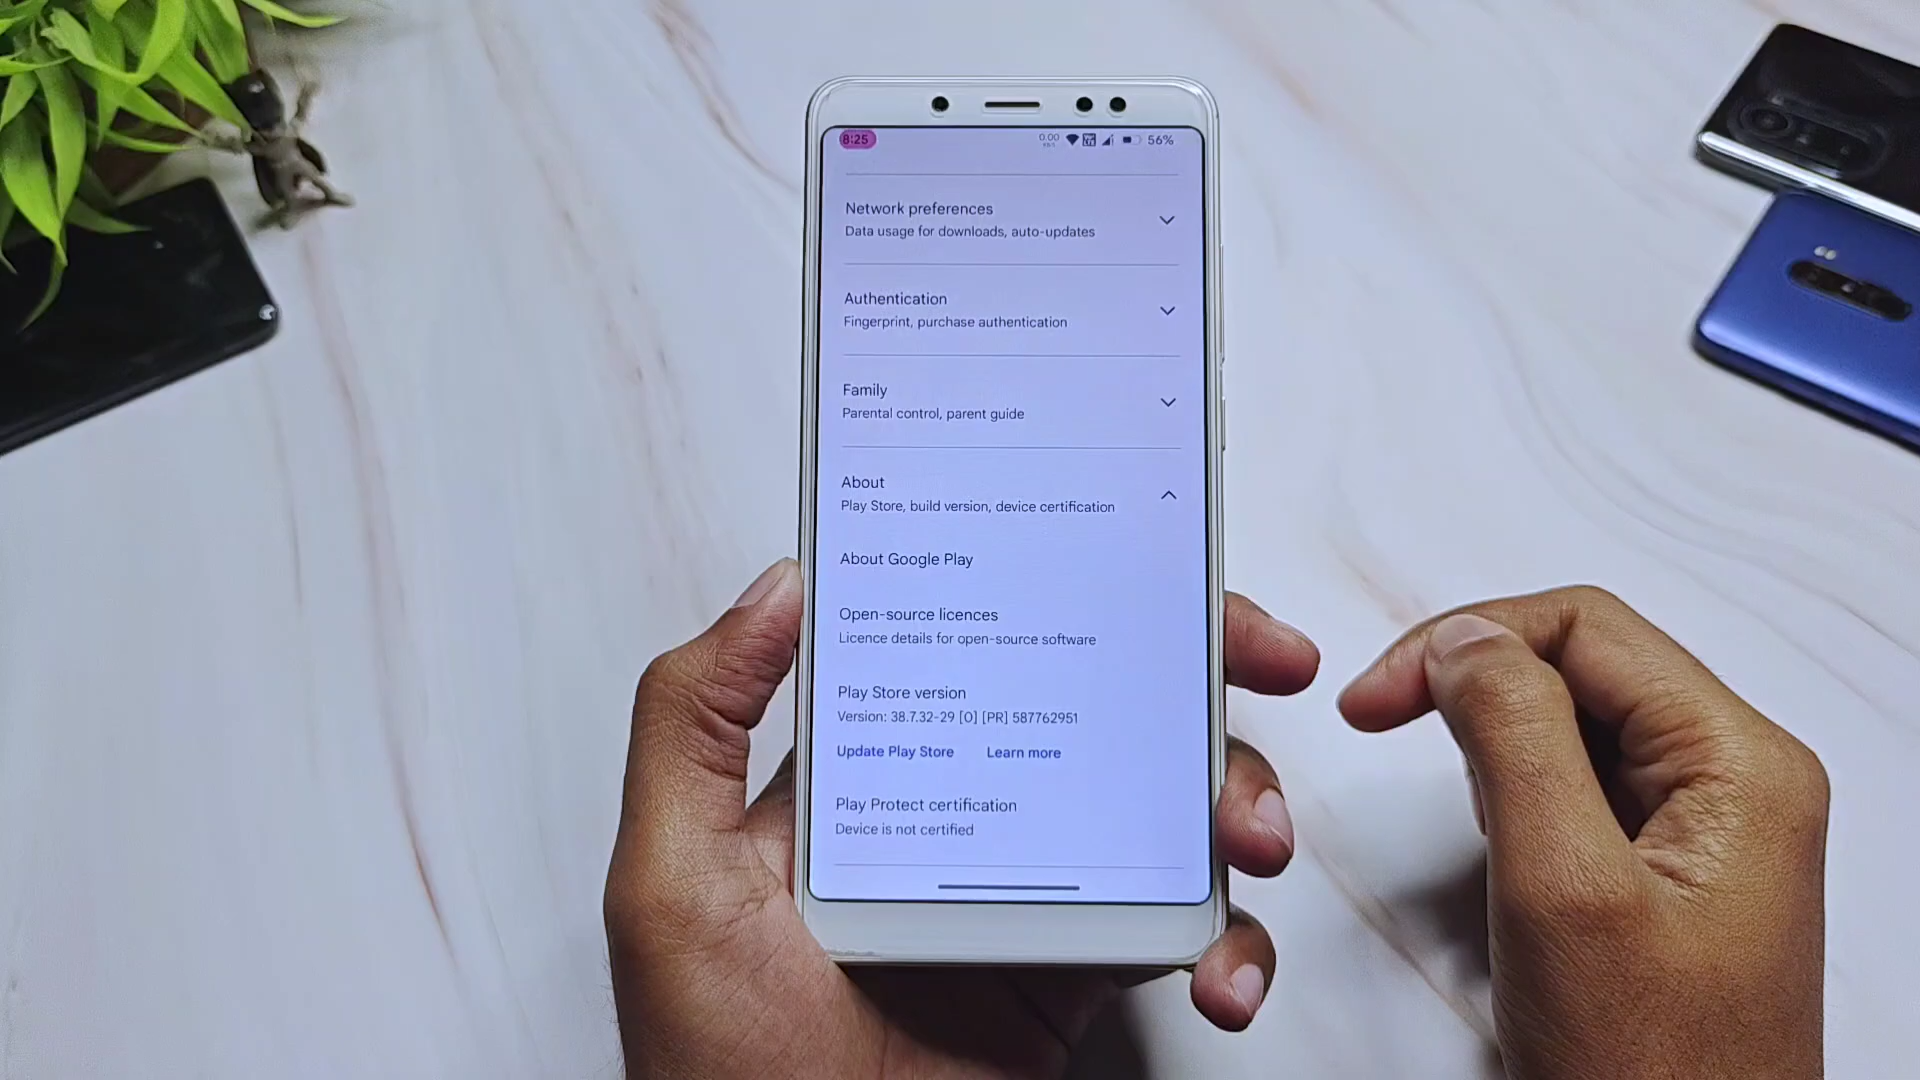 8:25 0.00 56%
Network preferences
Data usage for downloads, auto-updates
Authentication
Fingerprint, purchase authentication
Family
Parental control, parent guide
About
Play Store, build version, device certification
About Google Play
Open-source licences
Licence details for open-source software
Play Store version
Version: 38.7.32-29 [0] [PR] 587762951
Update Play Store Learn more
Play Protect certification
Device is not certified